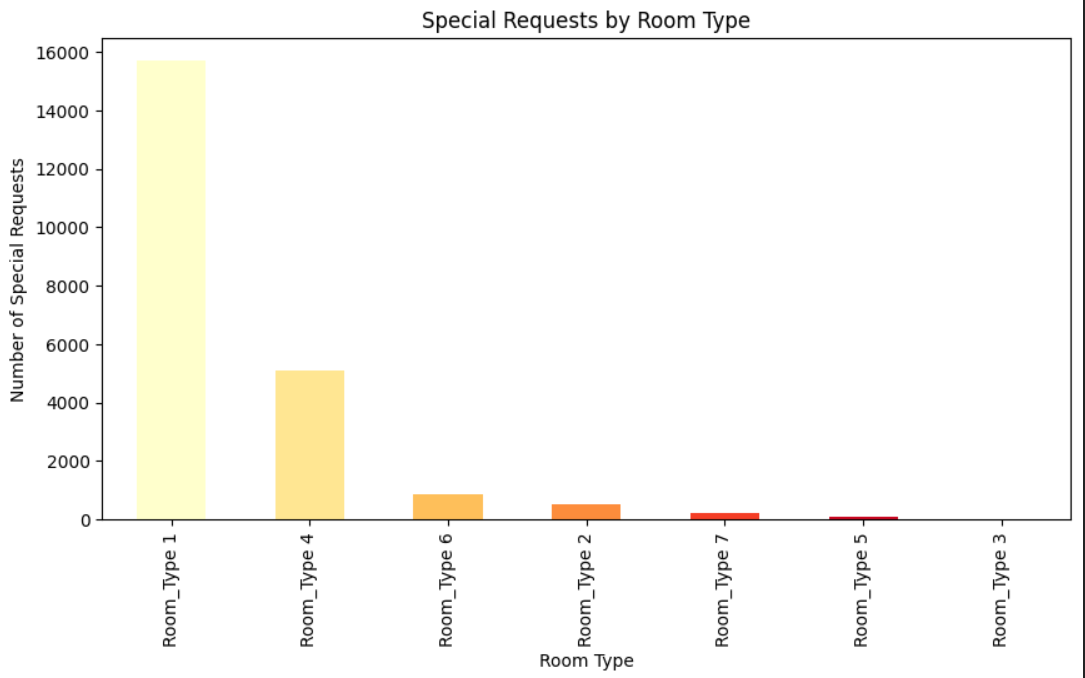 Special Requests by Room Type
Number of Special Requests
16000
14000
12000
10000
8000
6000
4000
2000
0
Room_Type 1
Room_Type 4
Room_Type 6
Room_Type 2
Room_Type 7
Room_Type 5
Room_Type 3
Room Type